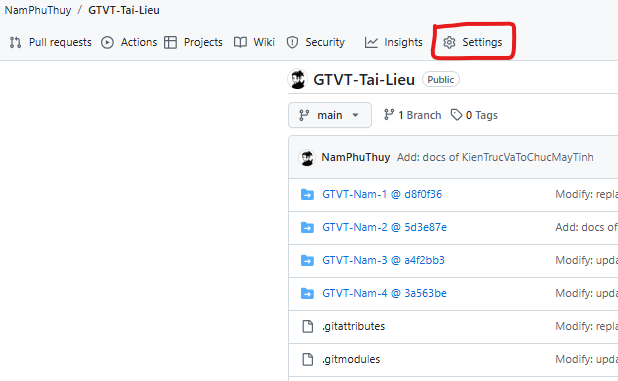 NamPhuThuy / GTVT-Tai-Lieu
Pull requests Actions Projects Wiki Security Insights Settings
GTVT-Tai-Lieu Public
main 1 Branch 0 Tags
NamPhuThuy Add: docs of KienTrucVaToChucMayTinh
GTVT-Nam-1 @ d8f0f36 Modify: repla
GTVT-Nam-2 @ 5d3e87e Add: docs of
GTVT-Nam-3 @ a4f2bb3 Modify: upda
GTVT-Nam-4 @ 3a563be Modify: upda
.gitattributes Modify: repla
.gitmodules Modify: upda